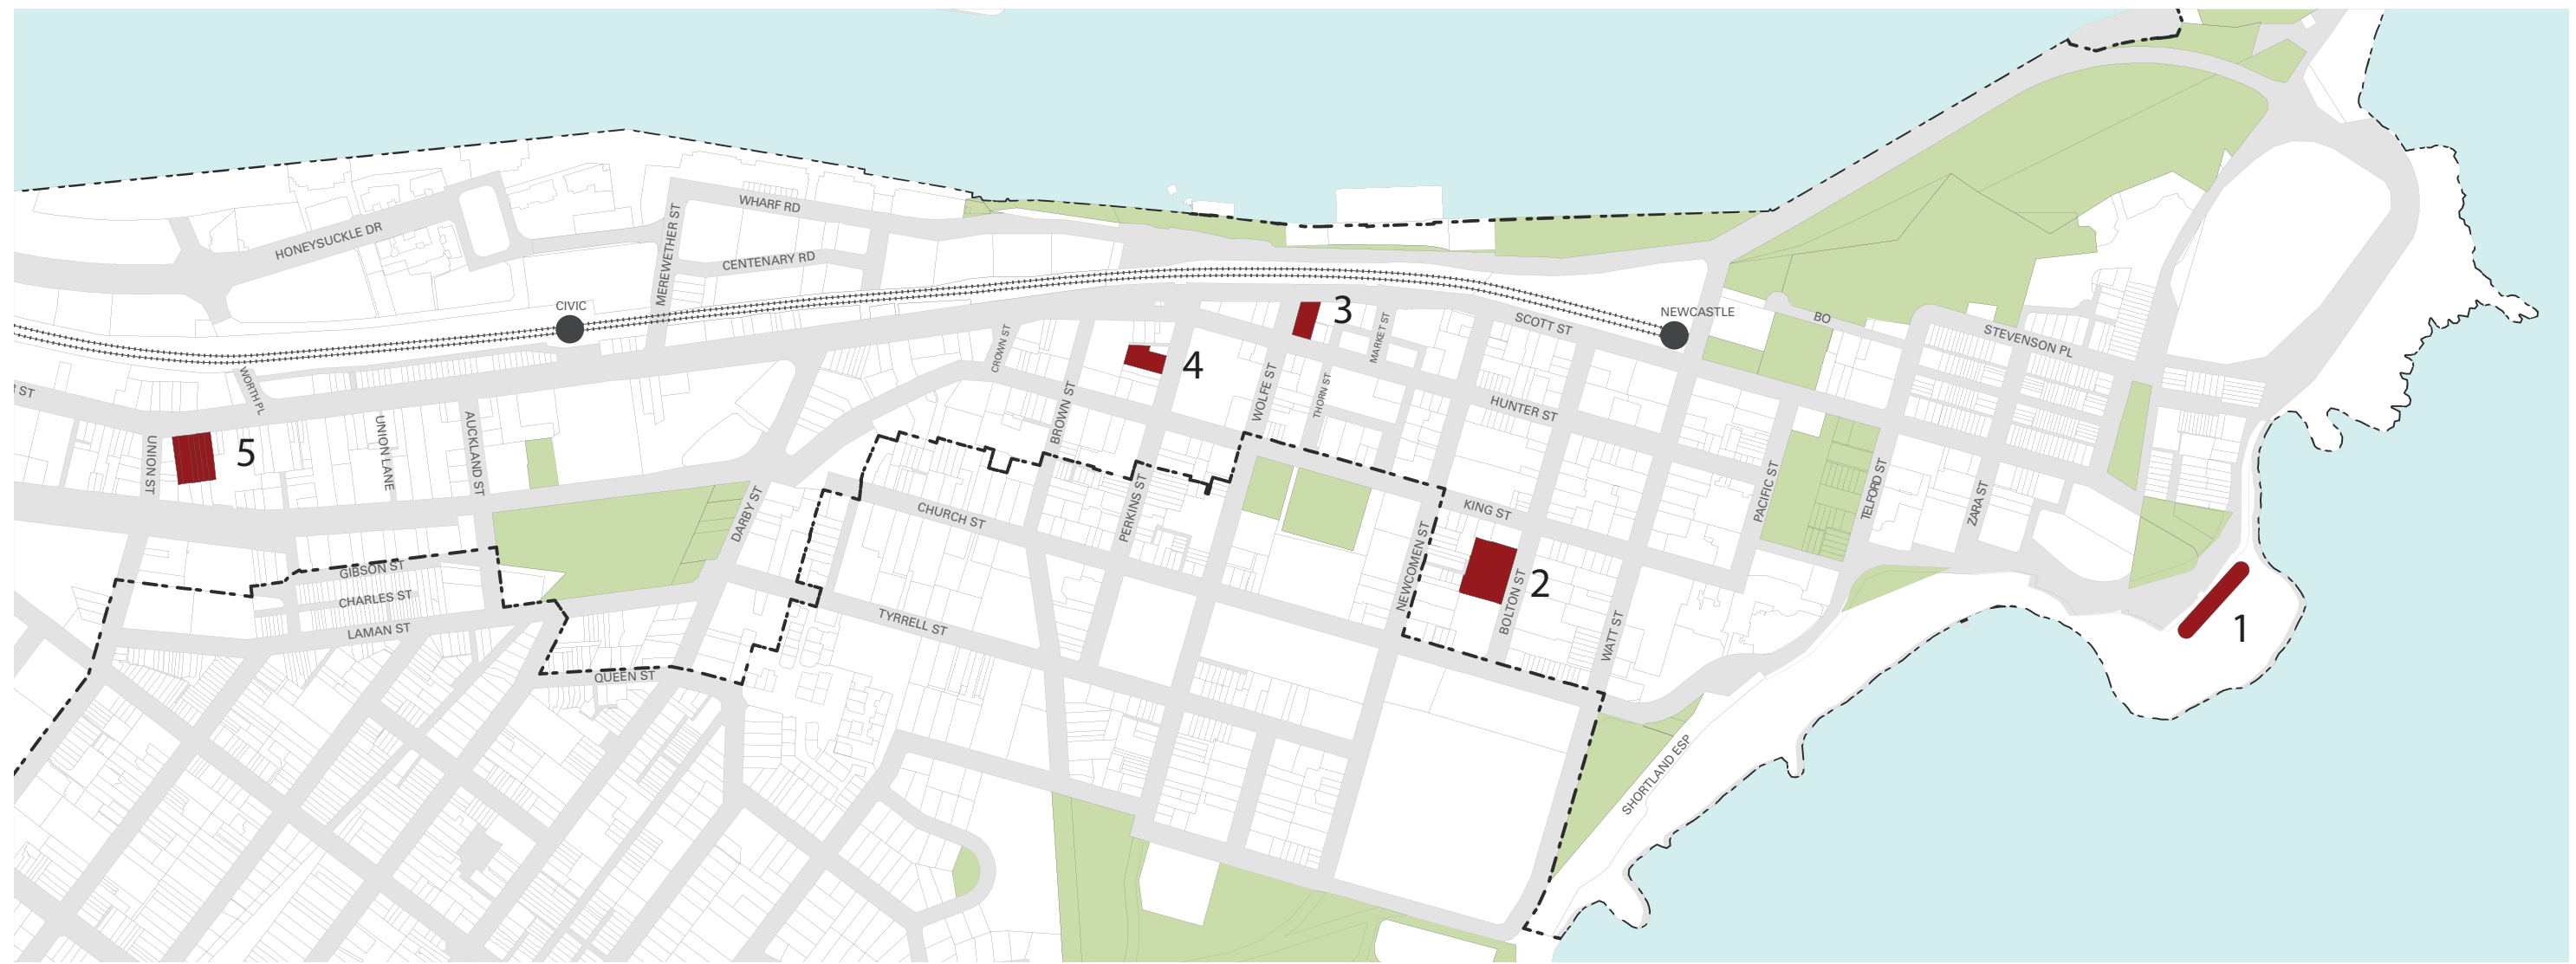 WHARF RD
HONEYSUCKLE DR
MEREWETHER ST
CENTENARY RD
CIVIC
NEWCASTLE
3
BO
SCOTT ST
STEVENSON PL
CROWN ST
MARKET ST
4
WORTH PL
ST
WOLFE ST
THORN ST
HUNTER ST
BROWN ST
UNION LANE
AUCKLAND ST
UNION ST
5
PACIFIC ST
TELFORD ST
ZARA ST
DARBY ST
CHURCH ST
PERKINS ST
KING ST
NEWCOMEN ST
GIBSON ST
CHARLES ST
LAMAN ST
TYRRELL ST
BOLTON ST
2
WATT ST
1
QUEEN ST
SHORTLAND ESP